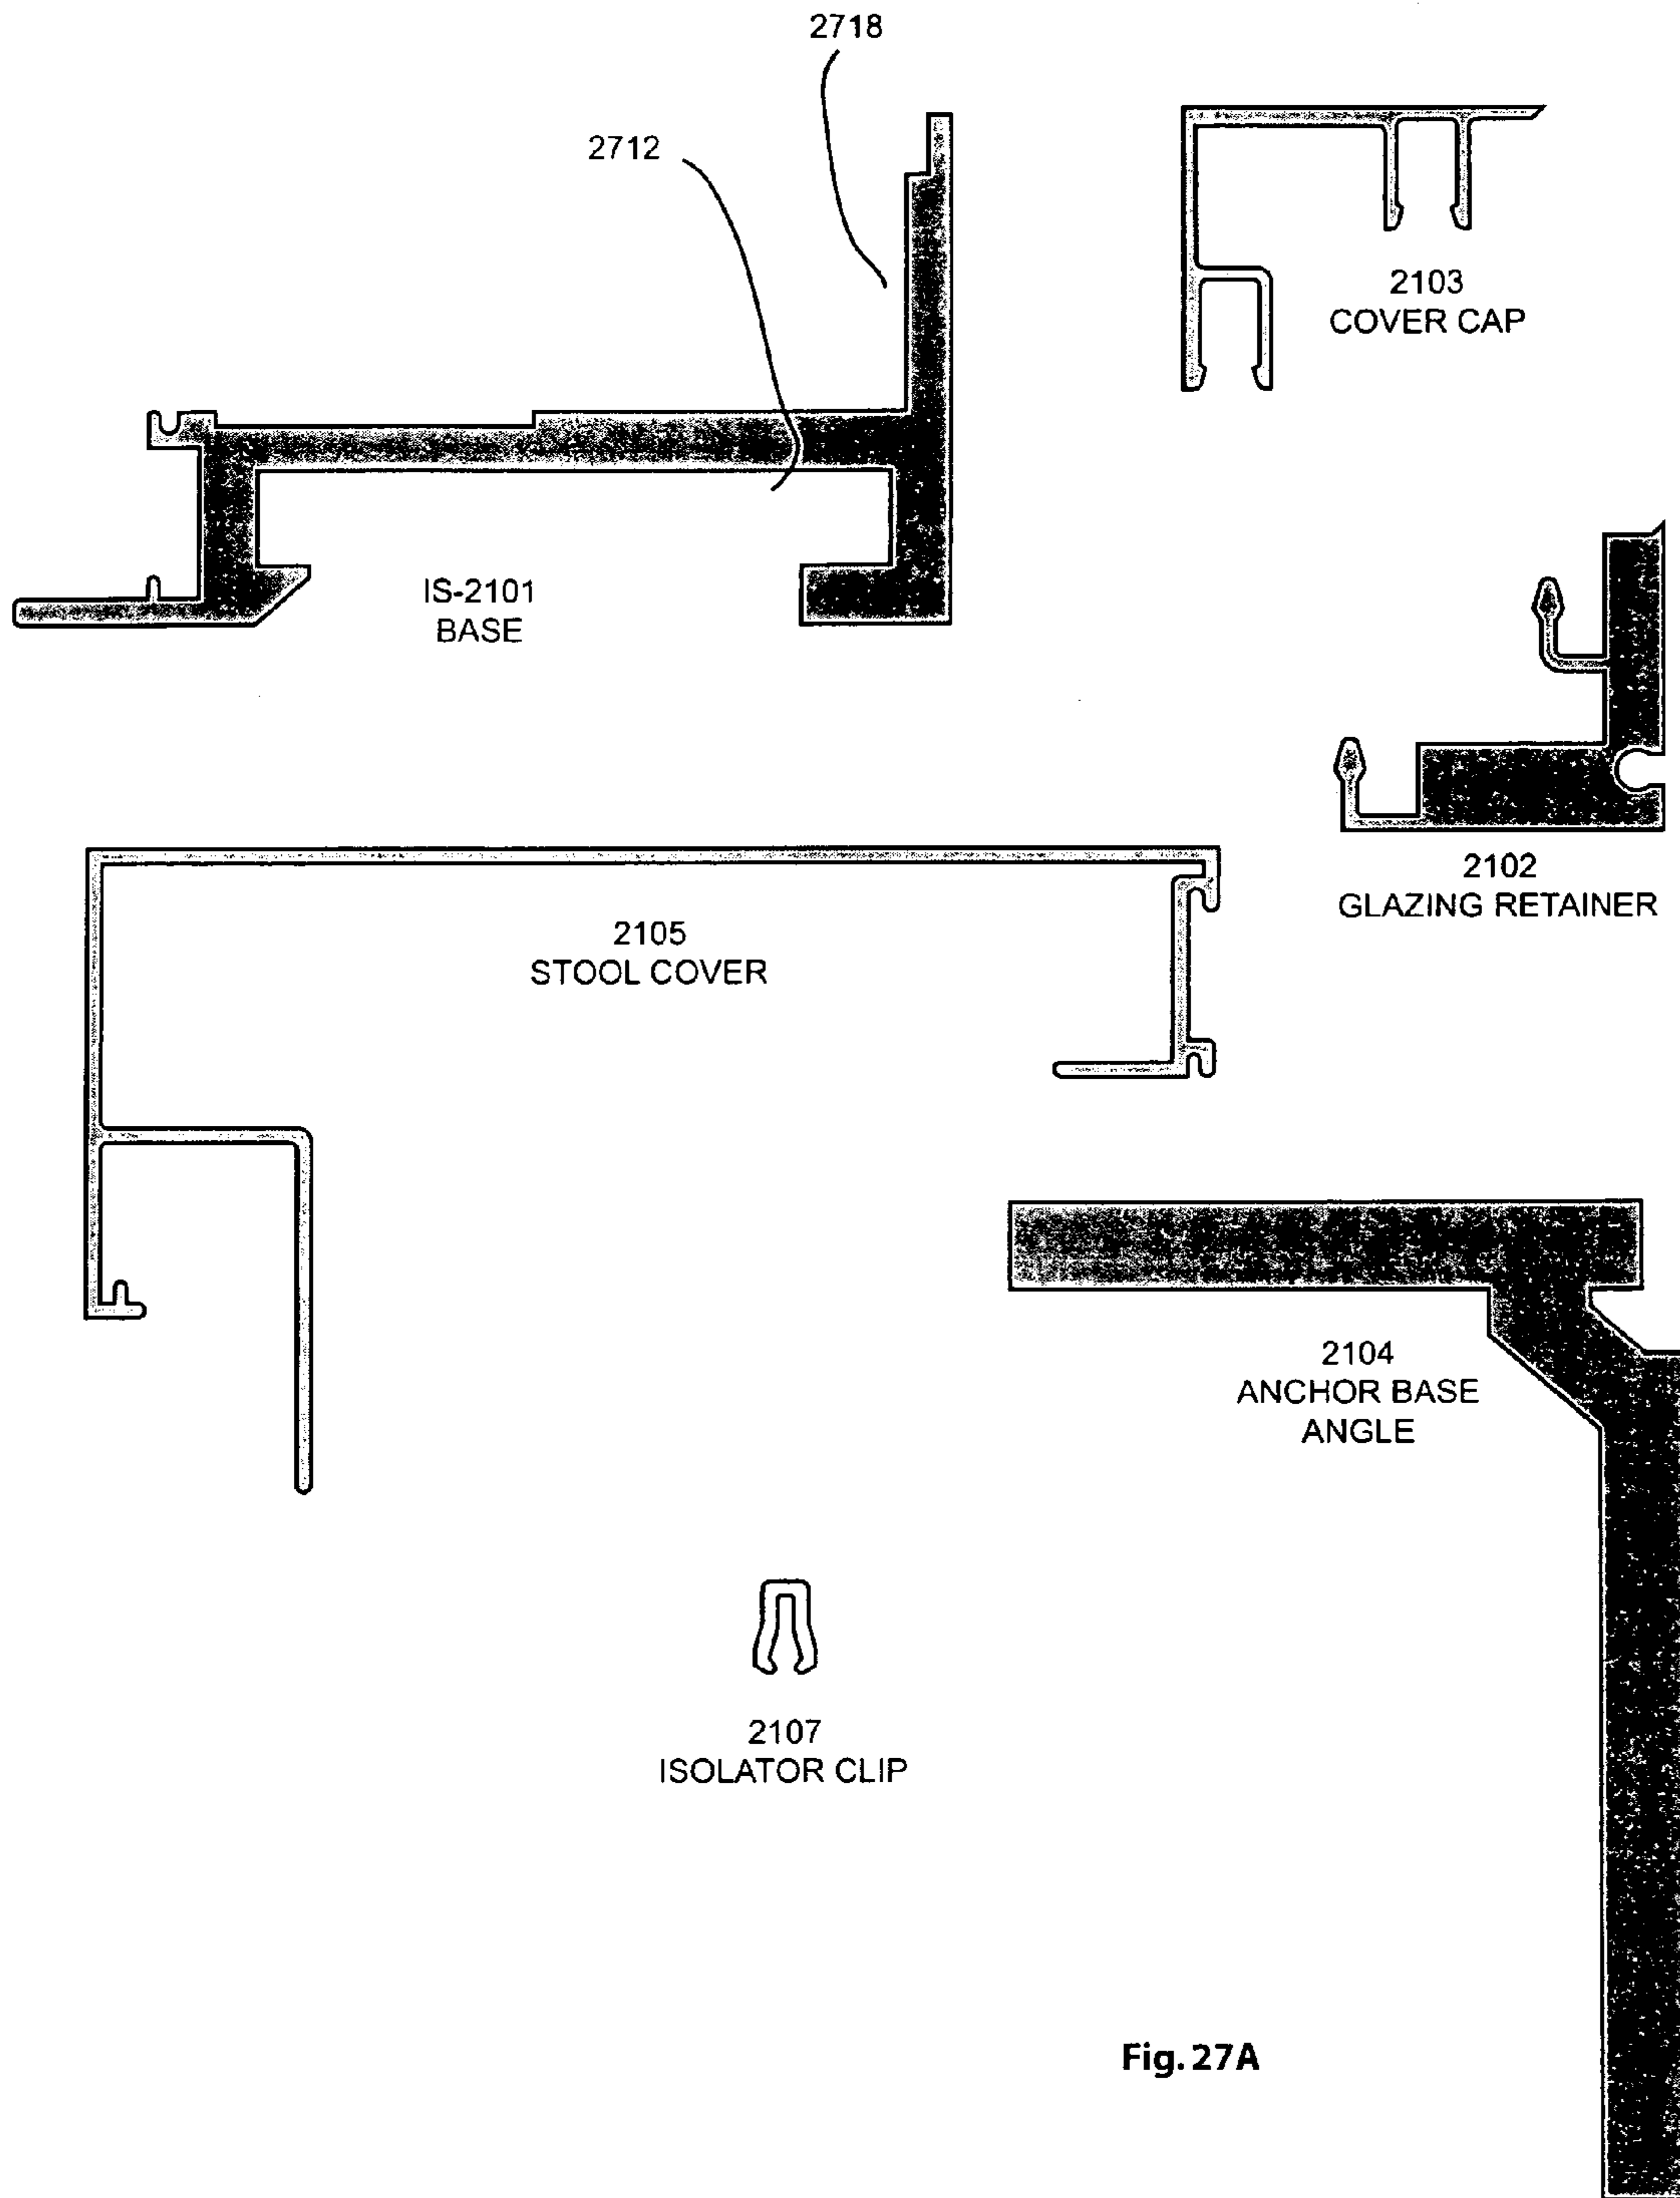 2718
2712
2103
COVER CAP
IS-2101
BASE
2102
GLAZING RETAINER
2105
STOOL COVER
2104
ANCHOR BASE
ANGLE
2107
ISOLATOR CLIP
Fig. 27A